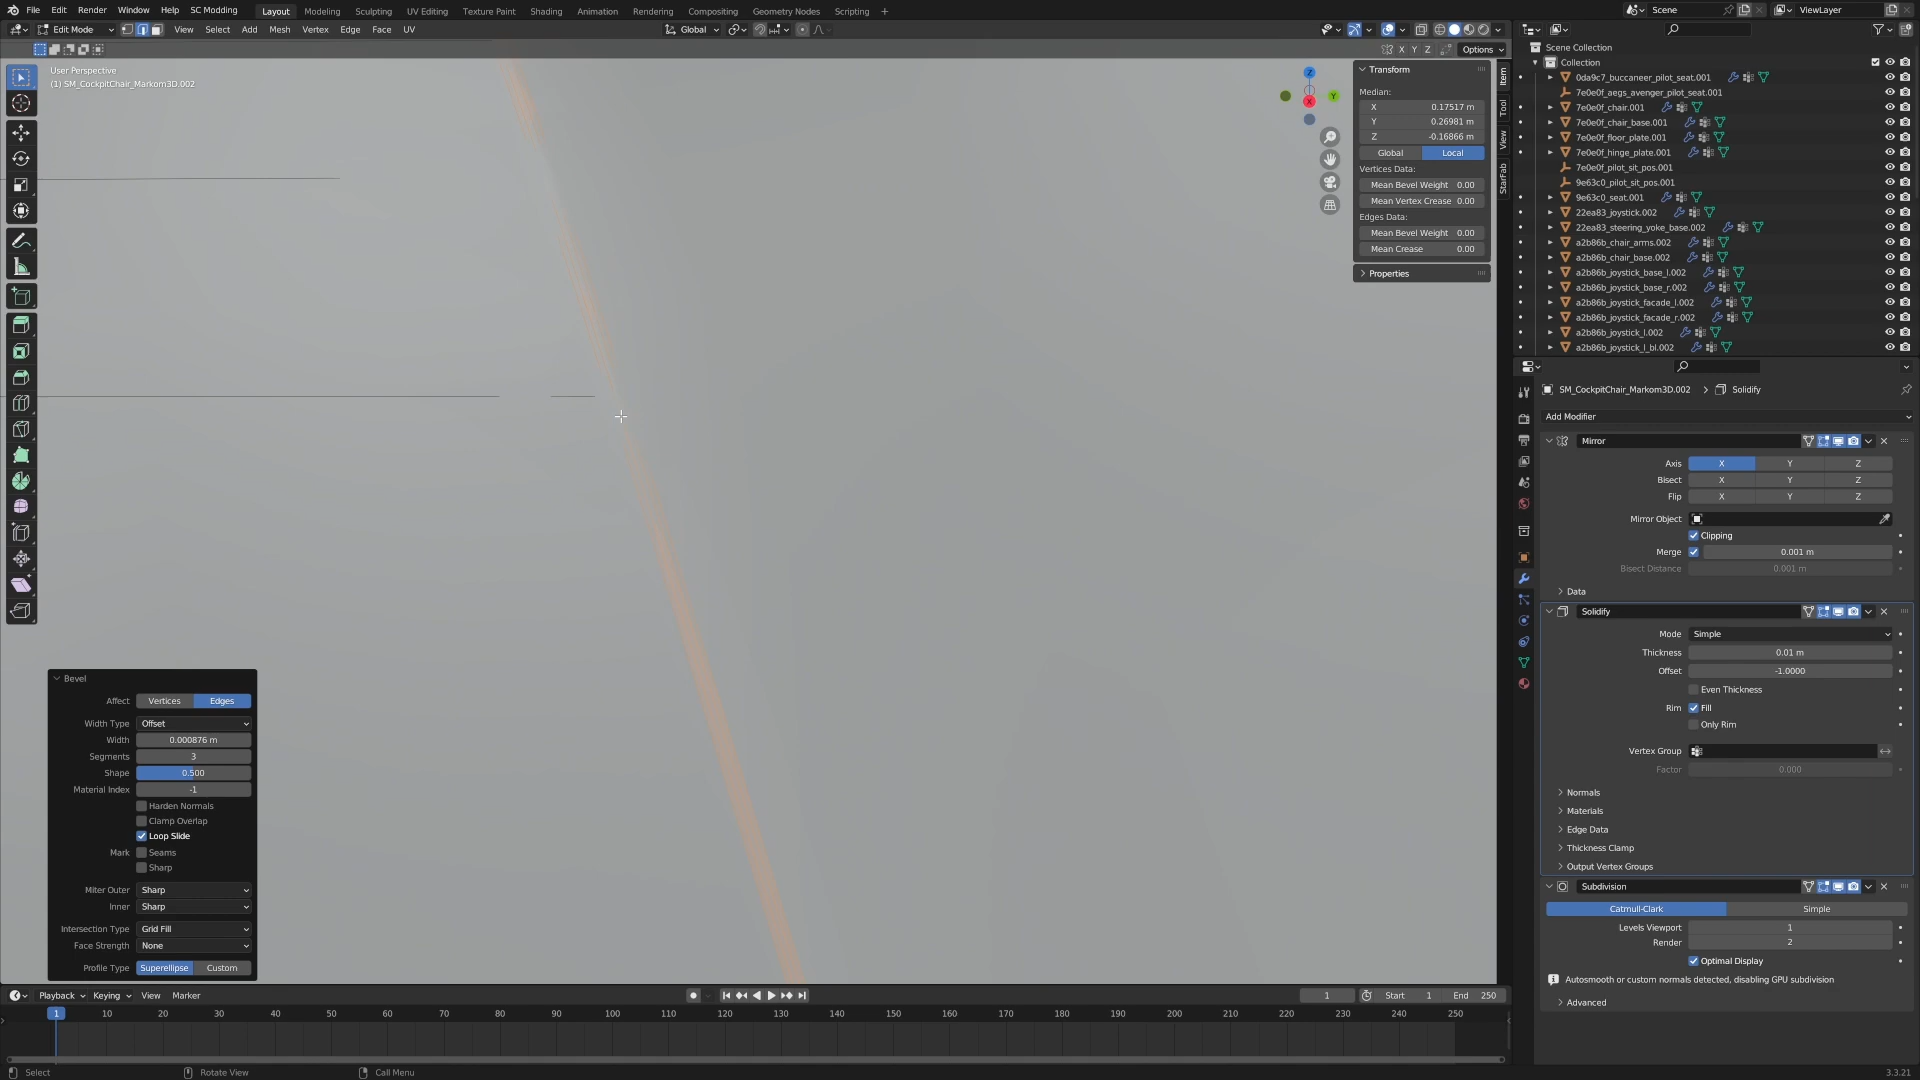 File Edit Render Window Help SC Modding Layout Modeling Sculpting UV Editing Texture Paint Shading Animation Rendering Compositing Geometry Nodes Scripting + Scene ViewLayer
Edit Mode View Select Add Mesh Vertex Edge Face UV Global
X Y Z Options
User Perspective
(1) SM_CockpitChair_Markom3D.002
Z
Y
X
Transform
Median:
X 0.17517 m
Y 0.26981 m
Z -0.16866 m
Global Local
Vertices Data:
Mean Bevel Weight 0.00
Mean Vertex Crease 0.00
Edges Data:
Mean Bevel Weight 0.00
Mean Crease 0.00
Properties
Item
Tool
View
StarFab
Scene Collection
Collection
0da9c7_buccaneer_pilot_seat.001
7e0e0f_aegs_avenger_pilot_seat.001
7e0e0f_chair.001
7e0e0f_chair_base.001
7e0e0f_floor_plate.001
7e0e0f_hinge_plate.001
7e0e0f_pilot_sit_pos.001
9e63c0_pilot_sit_pos.001
9e63c0_seat.001
22ea83_joystick.002
22ea83_steering_yoke_base.002
a2b86b_chair_arms.002
a2b86b_chair_base.002
a2b86b_joystick_base_l.002
a2b86b_joystick_base_r.002
a2b86b_joystick_facade_l.002
a2b86b_joystick_facade_r.002
a2b86b_joystick_l.002
a2b86b_joystick_l_bl.002
SM_CockpitChair_Markom3D.002 > Solidify
Add Modifier
Mirror
Axis X Y Z
Bisect X Y Z
Flip X Y Z
Mirror Object
Clipping
Merge 0.001 m
Bisect Distance 0.001 m
Data
Solidify
Mode Simple
Thickness 0.01 m
Offset -1.0000
Even Thickness
Rim Fill
Only Rim
Vertex Group
Factor 0.000
Normals
Materials
Edge Data
Thickness Clamp
Output Vertex Groups
Subdivision
Catmull-Clark Simple
Levels Viewport 1
Render 2
Optimal Display
Autosmooth or custom normals detected, disabling GPU subdivision
Advanced
Bevel
Affect Vertices Edges
Width Type Offset
Width 0.000876 m
Segments 3
Shape 0.500
Material Index -1
Harden Normals
Clamp Overlap
Loop Slide
Mark Seams
Sharp
Miter Outer Sharp
Inner Sharp
Intersection Type Grid Fill
Face Strength None
Profile Type Superellipse Custom
Playback Keying View Marker 1 Start 1 End 250
1 10 20 30 40 50 60 70 80 90 100 110 120 130 140 150 160 170 180 190 200 210 220 230 240 250
Select Rotate View Call Menu 3.3.21